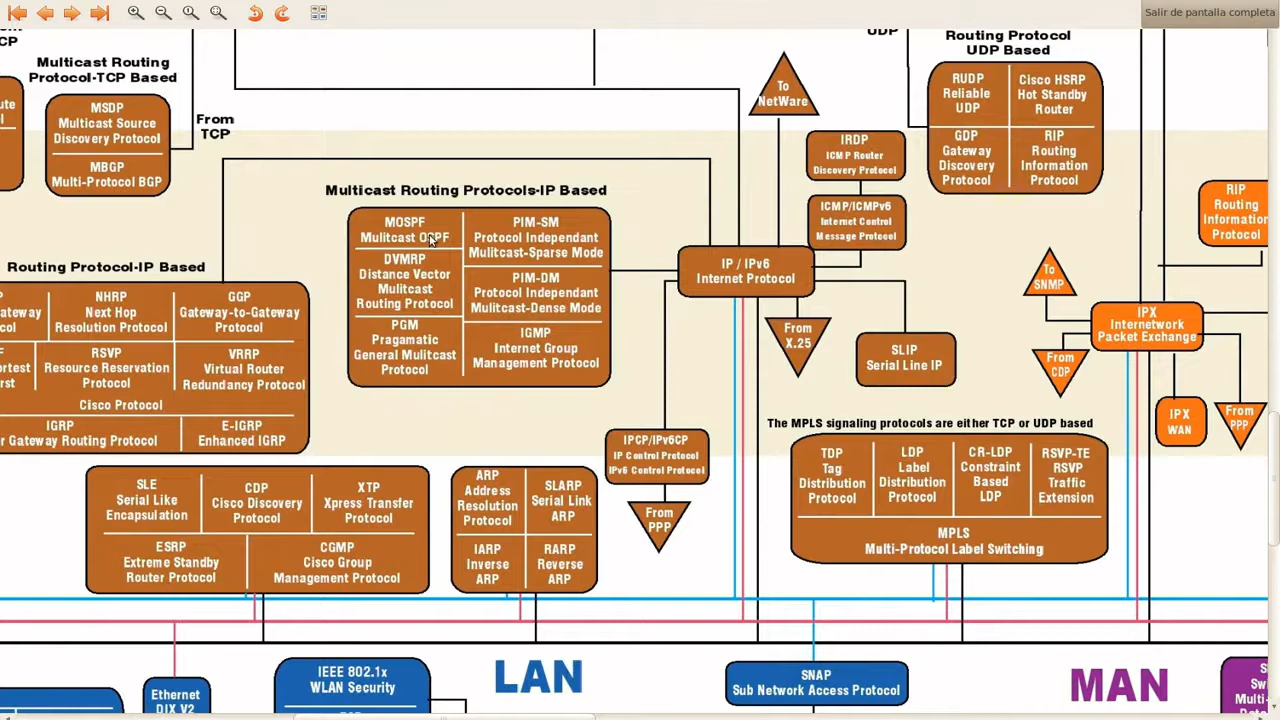 Salir de pantalla completa
CP
Multicast Routing
Protocol-TCP Based
MSDP
Multicast Source
Discovery Protocol
MBGP
Multi-Protocol BGP
From
TCP
To
NetWare
UDP
Routing Protocol
UDP Based
RUDP
Reliable
UDP
Cisco HSRP
Hot Standby
Router
GDP
Gateway
Discovery
Protocol
RIP
Routing
Information
Protocol
IRDP
ICMP Router
Discovery Protocol
ICMP/ICMPv6
Internet Control
Message Protocol
RIP
Routing
Information
Protocol
Multicast Routing Protocols-IP Based
MOSPF
Mulitcast OSPF
DVMRP
Distance Vector
Mulitcast
Routing Protocol
PGM
Pragamatic
General Mulitcast
Protocol
PIM-SM
Protocol Independant
Mulitcast-Sparse Mode
PIM-DM
Protocol Independant
Mulitcast-Dense Mode
IGMP
Internet Group
Management Protocol
IP / IPv6
Internet Protocol
To
SNMP
IPX
Internetwork
Packet Exchange
From
CDP
IPX
WAN
From
PPP
From
X.25
SLIP
Serial Line IP
Routing Protocol-IP Based
NHRP
Next Hop
Resolution Protocol
GGP
Gateway-to-Gateway
Protocol
RSVP
Resource Reservation
Protocol
VRRP
Virtual Router
Redundancy Protocol
Cisco Protocol
IGRP
r Gateway Routing Protocol
E-IGRP
Enhanced IGRP
IPCP/IPv6CP
IP Control Protocol
IPv6 Control Protocol
From
PPP
The MPLS signaling protocols are either TCP or UDP based
TDP
Tag
Distribution
Protocol
LDP
Label
Distribution
Protocol
CR-LDP
Constraint
Based
LDP
RSVP-TE
RSVP
Traffic
Extension
MPLS
Multi-Protocol Label Switching
SLE
Serial Like
Encapsulation
CDP
Cisco Discovery
Protocol
XTP
Xpress Transfer
Protocol
ESRP
Extreme Standby
Router Protocol
CGMP
Cisco Group
Management Protocol
ARP
Address
Resolution
Protocol
SLARP
Serial Link
ARP
IARP
Inverse
ARP
RARP
Reverse
ARP
Ethernet
DIX V2
IEEE 802.1x
WLAN Security
LAN
SNAP
Sub Network Access Protocol
MAN